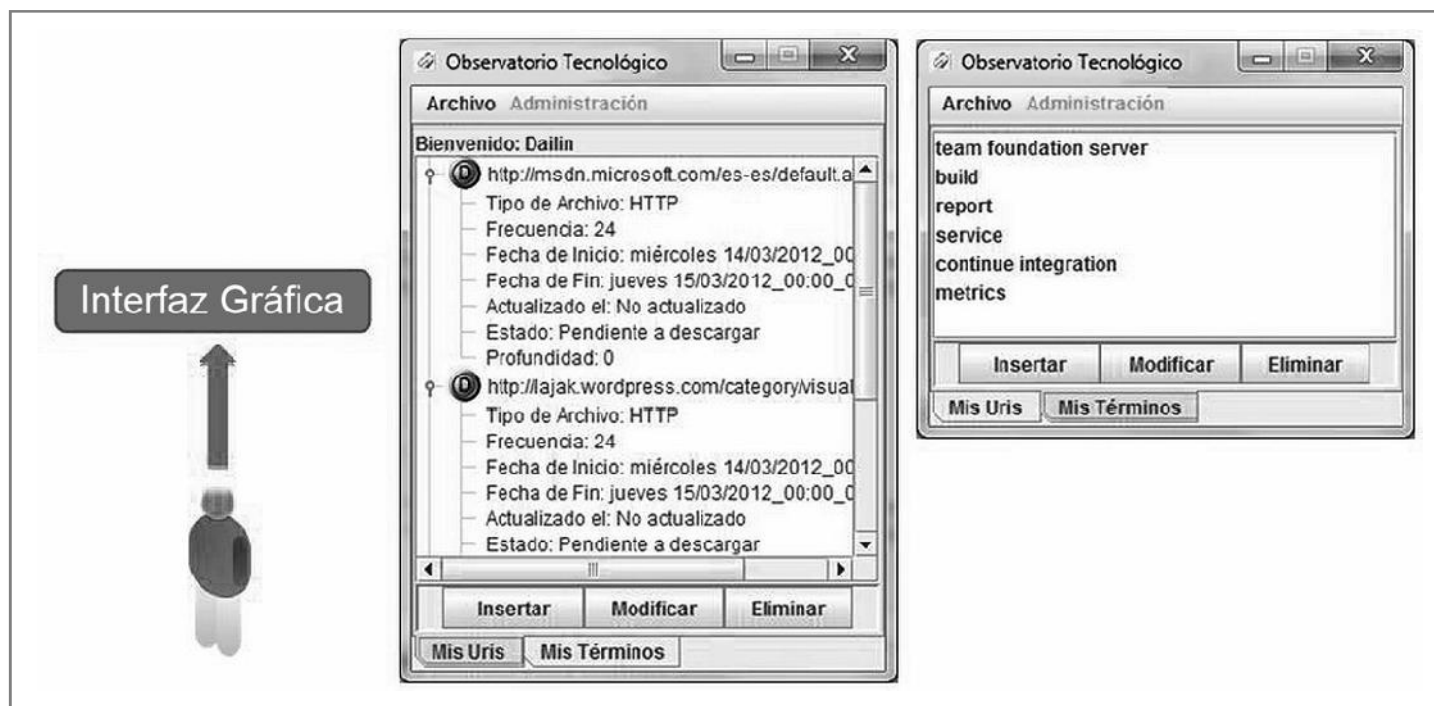 Interfaz Gráfica
Observatorio Tecnológico
Archivo Administración
Bienvenido: Dailin
http://msdn.microsoft.com/es-es/default.a
Tipo de Archivo: HTTP
Frecuencia: 24
Fecha de Inicio: miércoles 14/03/2012_00
Fecha de Fin: jueves 15/03/2012_00:00_0
Actualizado el: No actualizado
Estado: Pendiente a descargar
Profundidad: 0
http://lajak.wordpress.com/category/visual
Tipo de Archivo: HTTP
Frecuencia: 24
Fecha de Inicio: miércoles 14/03/2012_00
Fecha de Fin: jueves 15/03/2012_00:00_0
Actualizado el: No actualizado
Estado: Pendiente a descargar
Insertar Modificar Eliminar
Mis Uris Mis Términos
Observatorio Tecnológico
Archivo Administración
team foundation server
build
report
service
continue integration
metrics
Insertar Modificar Eliminar
Mis Uris Mis Términos